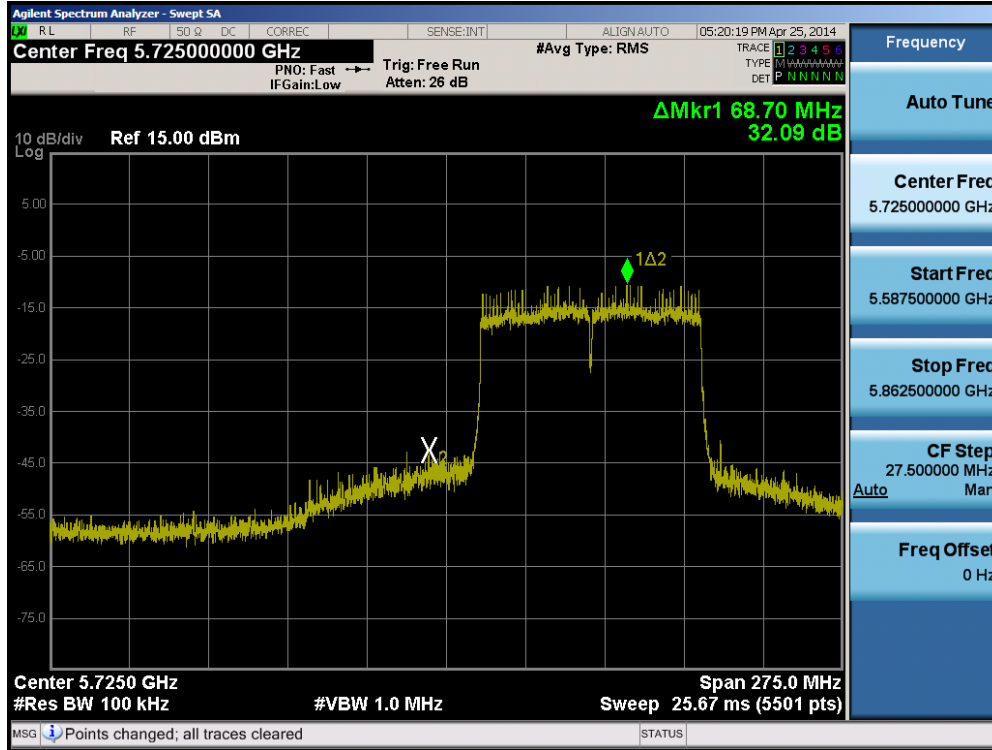 Agilent Spectrum Analyzer - Swept SA
LXI RL RF 50 Ω DC CORREC SENSE:INT ALIGNAUTO 05:20:19 PM Apr 25, 2014
Center Freq 5.725000000 GHz
PNO: Fast
IFGain:Low
Trig: Free Run
Atten: 26 dB
#Avg Type: RMS
TRACE 1 2 3 4 5 6
TYPE M
DET P N N N N N
ΔMkr1 68.70 MHz
32.09 dB
10 dB/div Ref 15.00 dBm
Log
5.00
-5.00
-15.0
-25.0
-35.0
-45.0
-55.0
-65.0
-75.0
1Δ2
X2
Center 5.7250 GHz Span 275.0 MHz
#Res BW 100 kHz #VBW 1.0 MHz Sweep 25.67 ms (5501 pts)
MSG Points changed; all traces cleared STATUS
Frequency
Auto Tune
Center Freq
5.725000000 GHz
Start Freq
5.587500000 GHz
Stop Freq
5.862500000 GHz
CF Step
27.500000 MHz
Auto Man
Freq Offset
0 Hz